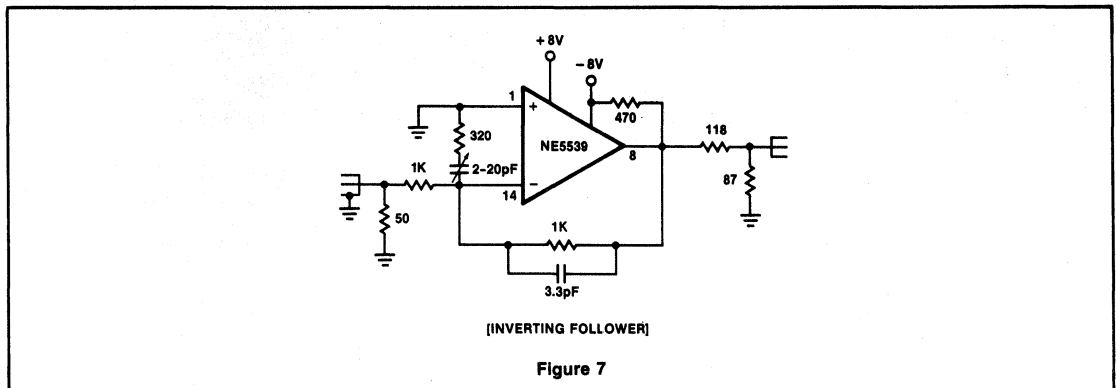 +8V
-8V
1
+
470
320
NE5539
118
8
1K
2-20pF
14
−
87
50
1K
3.3pF
[INVERTING FOLLOWER]
Figure 7